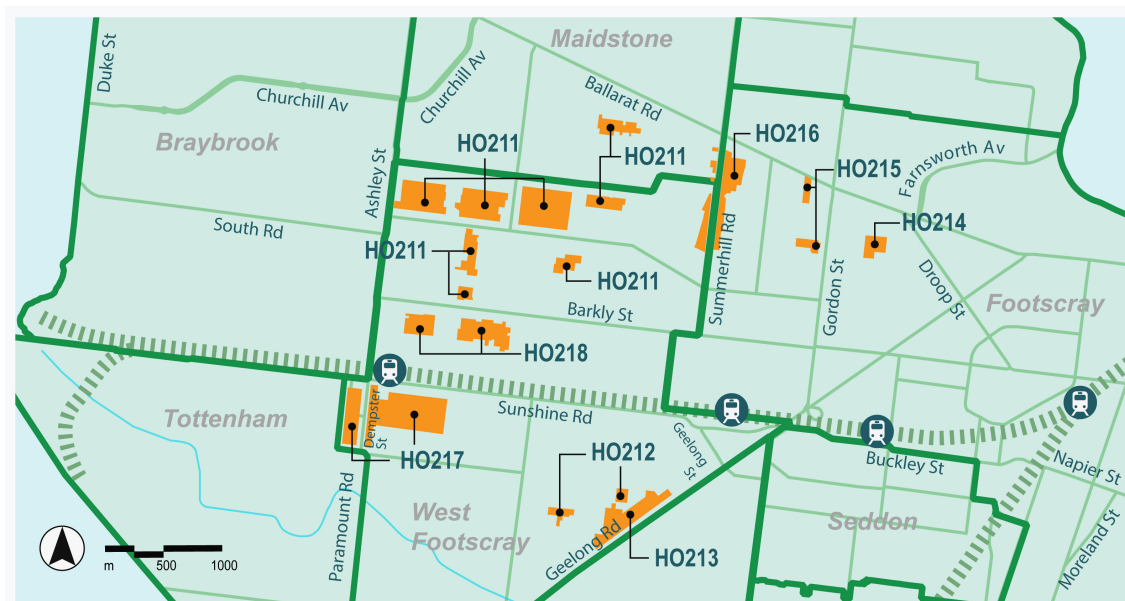 Maidstone
Duke St
Churchill Av
Churchill Av
Ballarat Rd
Braybrook
HO211
HO211
HO216
HO215
Farnsworth Av
Ashley St
South Rd
HO211
HO211
HO214
Summerhill Rd
Gordon St
Droop St
Footscray
Barkly St
HO218
Tottenham
Dempster
St
Sunshine Rd
HO217
Geelong
St
HO212
Buckley St
Napier St
West
Footscray
Seddon
Paramount Rd
Geelong Rd
HO213
Moreland St
m 500 1000